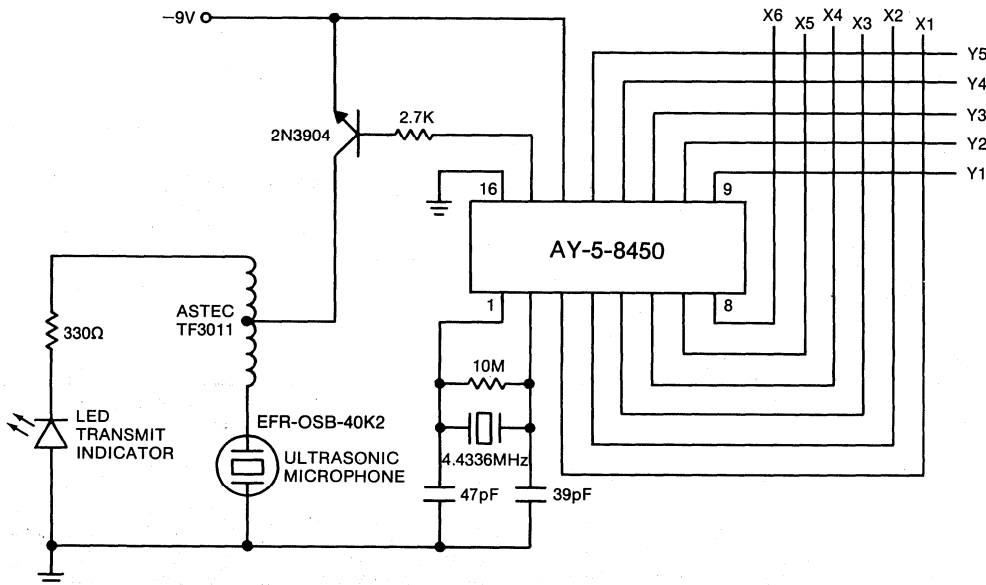 −9V
X6
X5
X4
X3
X2
X1
Y5
Y4
Y3
Y2
Y1
2N3904
2.7K
16
9
AY-5-8450
1
8
ASTEC
TF3011
330Ω
10M
EFR-OSB-40K2
LED
TRANSMIT
INDICATOR
ULTRASONIC
MICROPHONE
4.4336MHz
47pF
39pF